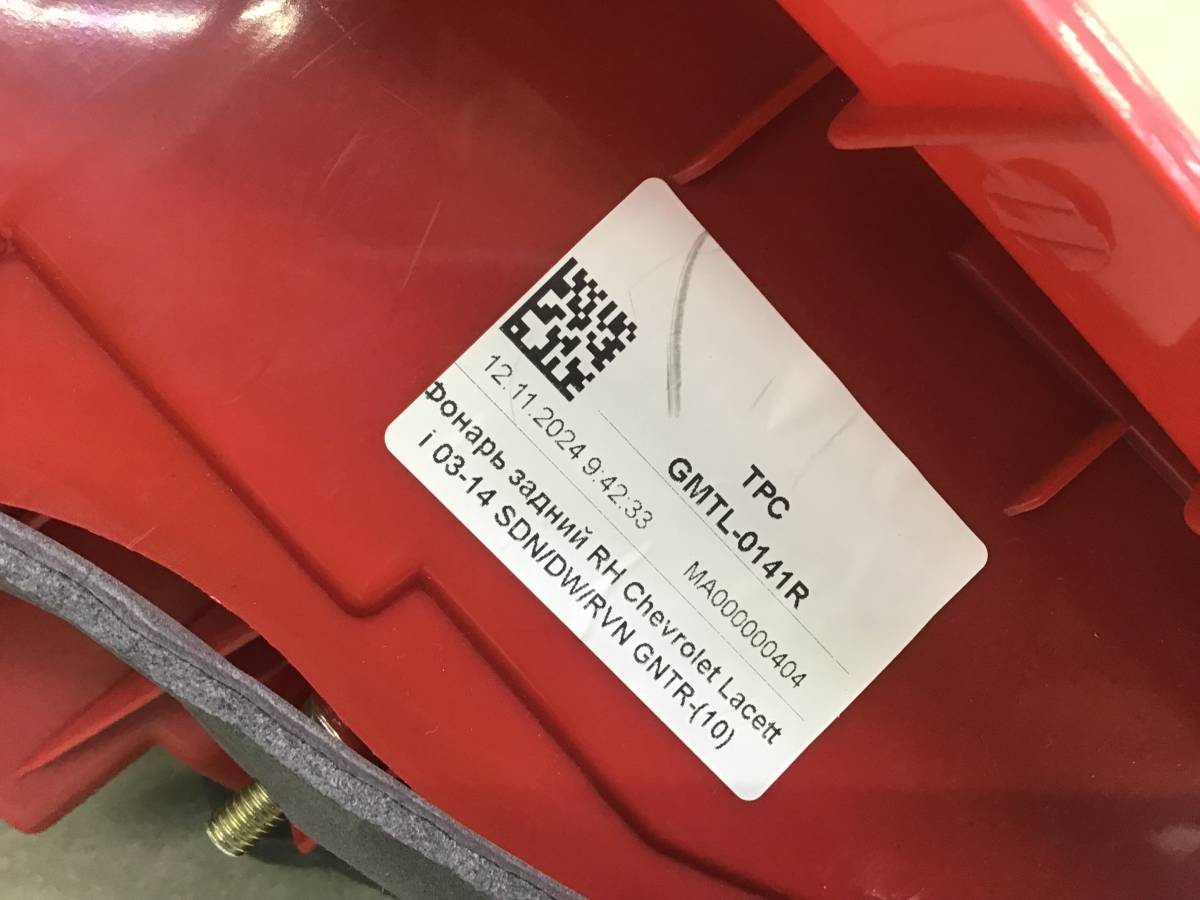 TPC
GMTL-0141R
12.11.2024 9:42:33 MA000000404
Фонарь задний RH Chevrolet Lacett
i 03-14 SDN/DW/RVN GNTR-(10)